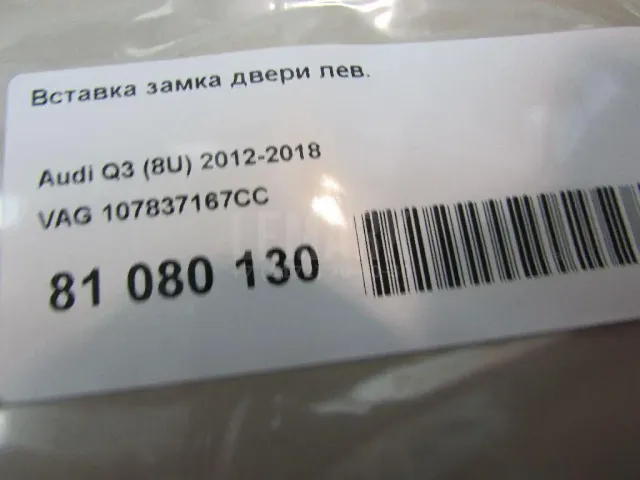 Вставка замка двери лев.
Audi Q3 (8U) 2012-2018
VAG 107837167CC
81 080 130